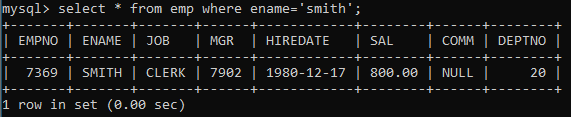 mysql> select * from emp where ename='smith';
+-------+-------+-------+------+------------+--------+------+--------+
| EMPNO | ENAME | JOB   | MGR  | HIREDATE   | SAL    | COMM | DEPTNO |
+-------+-------+-------+------+------------+--------+------+--------+
|  7369 | SMITH | CLERK | 7902 | 1980-12-17 | 800.00 | NULL |     20 |
+-------+-------+-------+------+------------+--------+------+--------+
1 row in set (0.00 sec)